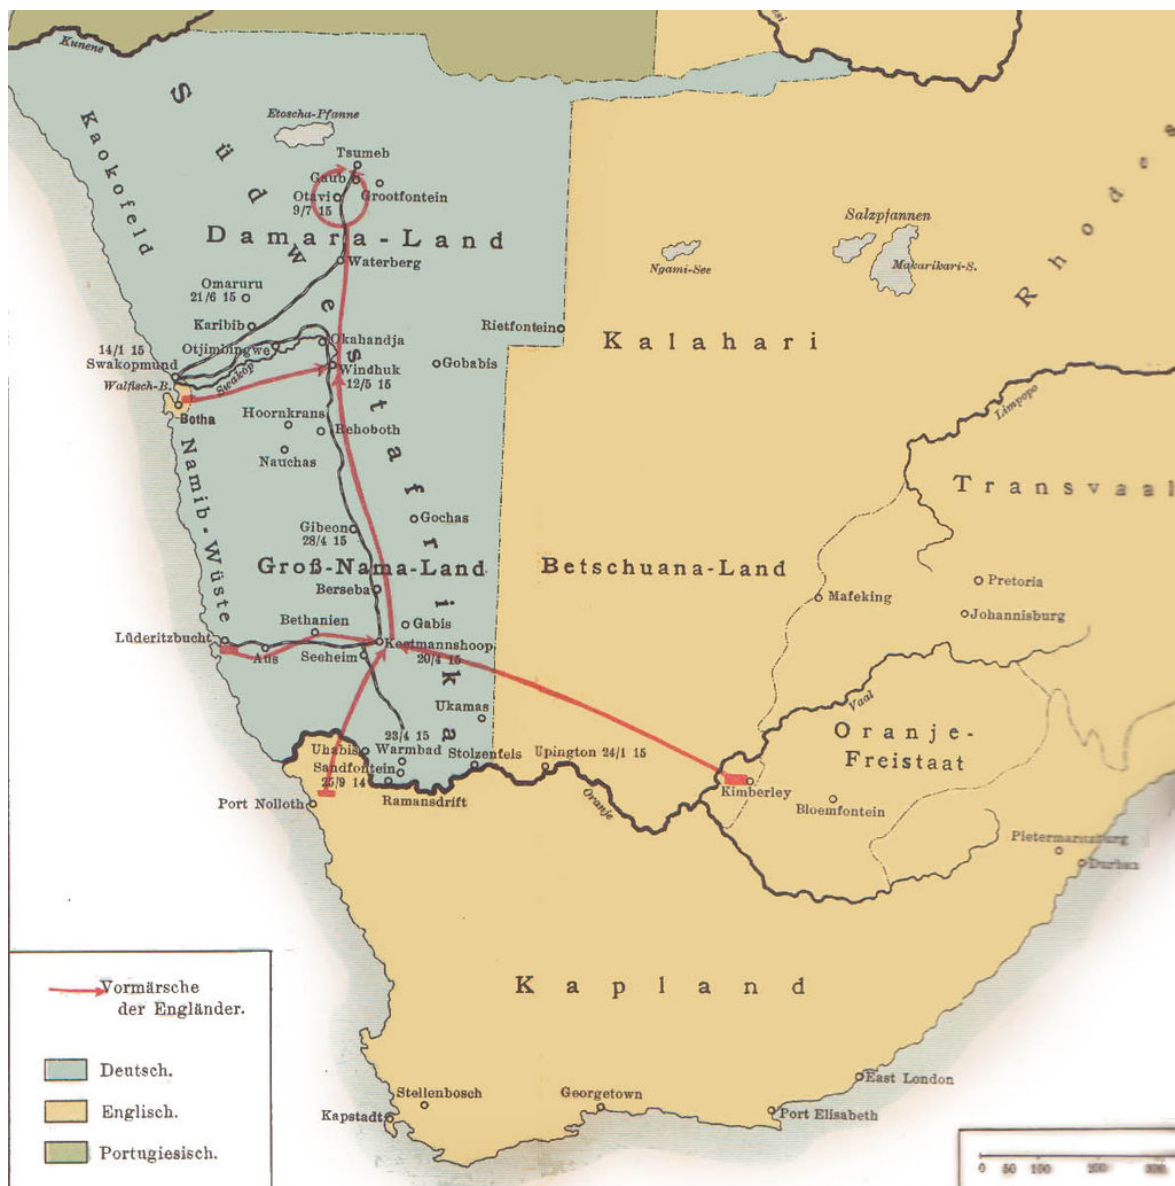 Kunene
Südwestafrika
Kaokofeld
Etoscha-Pfanne
Tsumeb
Gaub
Grootfontein
Otavi
9/7 15
Damara-Land
Waterberg
Omaruru
21/6 15
Karibib
Otjimbingwe
Okahandja
14/1 15
Swakopmund
Swakop
Windhuk
12/5 15
Walfisch-B.
Botha
Gobabis
Rietfontein
Hoornkrans
Rehoboth
Nauchas
Namib-Wüste
Gochas
Gibeon
28/4 15
Groß-Nama-Land
Berseba
Bethanien
Gabis
Lüderitzbucht
Aus
Seeheim
Keetmannshoop
20/4 15
Ukamas
23/4 15
Warmbad
Uhabis
Sandfontein
25/9 14
Stolzenfels
Ramansdrift
Port Nolloth
Upington 24/1 15
Oranje
Salzpfannen
Ngami-See
Makarikari-S.
Rhode
Kalahari
Limpopo
Transvaal
Betschuana-Land
Mafeking
Pretoria
Johannisburg
Vaal
Oranje-
Freistaat
Kimberley
Bloemfontein
Pietermaritzburg
Durban
Kapland
East London
Port Elisabeth
Georgetown
Stellenbosch
Kapstadt
Vormärsche
der Engländer.
Deutsch.
Englisch.
Portugiesisch.
0 50 100 200 300